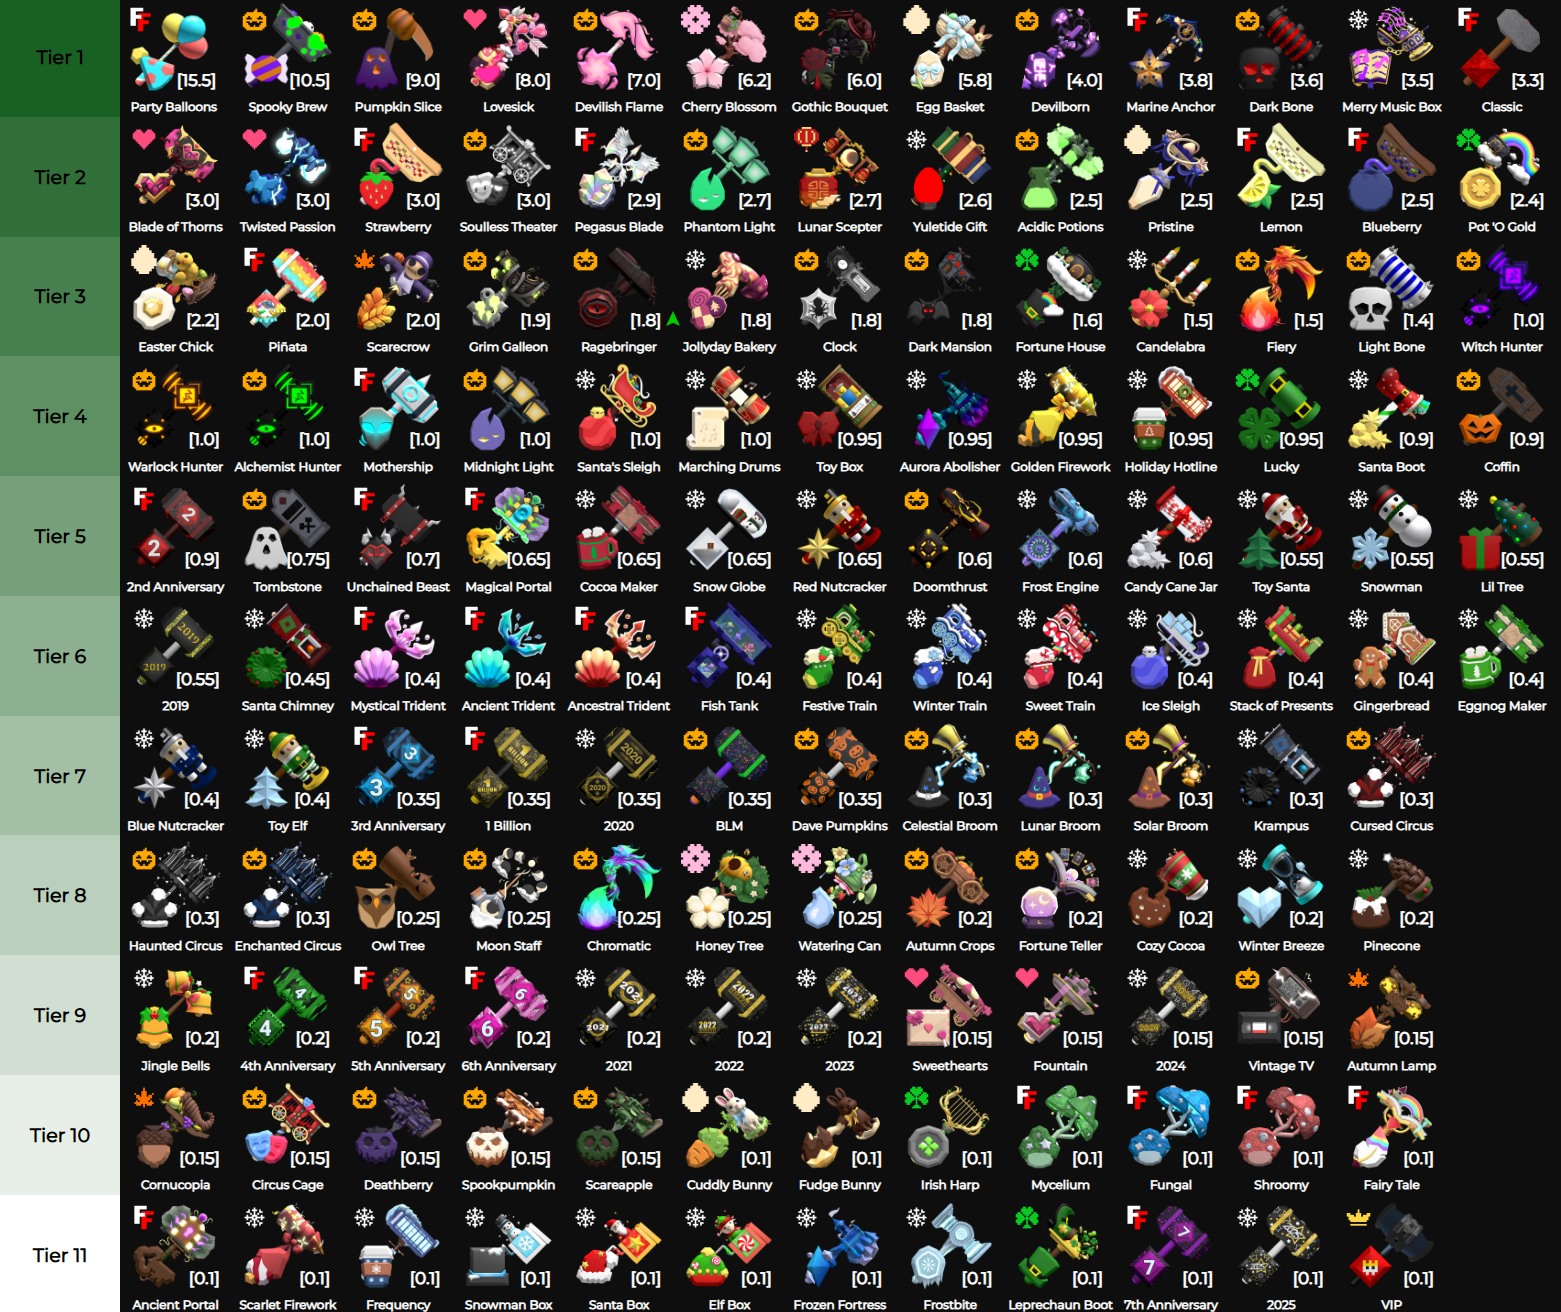 Tier 1
[15.5] [10.5] [9.0] [8.0] [7.0] [6.2] [6.0] [5.8] [4.0] [3.8] [3.6] [3.5] [3.3]
Party Balloons Spooky Brew Pumpkin Slice Lovesick Devilish Flame Cherry Blossom Gothic Bouquet Egg Basket Devilborn Marine Anchor Dark Bone Merry Music Box Classic
Tier 2
[3.0] [3.0] [3.0] [3.0] [2.9] [2.7] [2.7] [2.6] [2.5] [2.5] [2.5] [2.5] [2.4]
Blade of Thorns Twisted Passion Strawberry Soulless Theater Pegasus Blade Phantom Light Lunar Scepter Yuletide Gift Acidic Potions Pristine Lemon Blueberry Pot 'O Gold
Tier 3
[2.2] [2.0] [2.0] [1.9] [1.8] [1.8] [1.8] [1.8] [1.6] [1.5] [1.5] [1.4] [1.0]
Easter Chick Piñata Scarecrow Grim Galleon Ragebringer Jollyday Bakery Clock Dark Mansion Fortune House Candelabra Fiery Light Bone Witch Hunter
Tier 4
[1.0] [1.0] [1.0] [1.0] [1.0] [1.0] [0.95] [0.95] [0.95] [0.95] [0.95] [0.9] [0.9]
Warlock Hunter Alchemist Hunter Mothership Midnight Light Santa's Sleigh Marching Drums Toy Box Aurora Abolisher Golden Firework Holiday Hotline Lucky Santa Boot Coffin
Tier 5
2 2
[0.9] [0.75] [0.7] [0.65] [0.65] [0.65] [0.65] [0.6] [0.6] [0.6] [0.55] [0.55] [0.55]
2nd Anniversary Tombstone Unchained Beast Magical Portal Cocoa Maker Snow Globe Red Nutcracker Doomthrust Frost Engine Candy Cane Jar Toy Santa Snowman Lil Tree
Tier 6
2019 2019
[0.55] [0.45] [0.4] [0.4] [0.4] [0.4] [0.4] [0.4] [0.4] [0.4] [0.4] [0.4] [0.4]
2019 Santa Chimney Mystical Trident Ancient Trident Ancestral Trident Fish Tank Festive Train Winter Train Sweet Train Ice Sleigh Stack of Presents Gingerbread Eggnog Maker
Tier 7
3 3 1 BILLION 1 BILLION 2020 2020
[0.4] [0.4] [0.35] [0.35] [0.35] [0.35] [0.35] [0.3] [0.3] [0.3] [0.3] [0.3]
Blue Nutcracker Toy Elf 3rd Anniversary 1 Billion 2020 BLM Dave Pumpkins Celestial Broom Lunar Broom Solar Broom Krampus Cursed Circus
Tier 8
[0.3] [0.3] [0.25] [0.25] [0.25] [0.25] [0.25] [0.2] [0.2] [0.2] [0.2] [0.2]
Haunted Circus Enchanted Circus Owl Tree Moon Staff Chromatic Honey Tree Watering Can Autumn Crops Fortune Teller Cozy Cocoa Winter Breeze Pinecone
Tier 9
4 4 5 5 6 6 2021 2021 2022 2022 2023 2023
[0.2] [0.2] [0.2] [0.2] [0.2] [0.2] [0.2] [0.15] [0.15] [0.15] [0.15] [0.15]
Jingle Bells 4th Anniversary 5th Anniversary 6th Anniversary 2021 2022 2023 Sweethearts Fountain 2024 Vintage TV Autumn Lamp
Tier 10
[0.15] [0.15] [0.15] [0.15] [0.15] [0.1] [0.1] [0.1] [0.1] [0.1] [0.1] [0.1]
Cornucopia Circus Cage Deathberry Spookpumpkin Scareapple Cuddly Bunny Fudge Bunny Irish Harp Mycelium Fungal Shroomy Fairy Tale
Tier 11
7 7
[0.1] [0.1] [0.1] [0.1] [0.1] [0.1] [0.1] [0.1] [0.1] [0.1] [0.1] [0.1]
Ancient Portal Scarlet Firework Frequency Snowman Box Santa Box Elf Box Frozen Fortress Frostbite Leprechaun Boot 7th Anniversary 2025 VIP